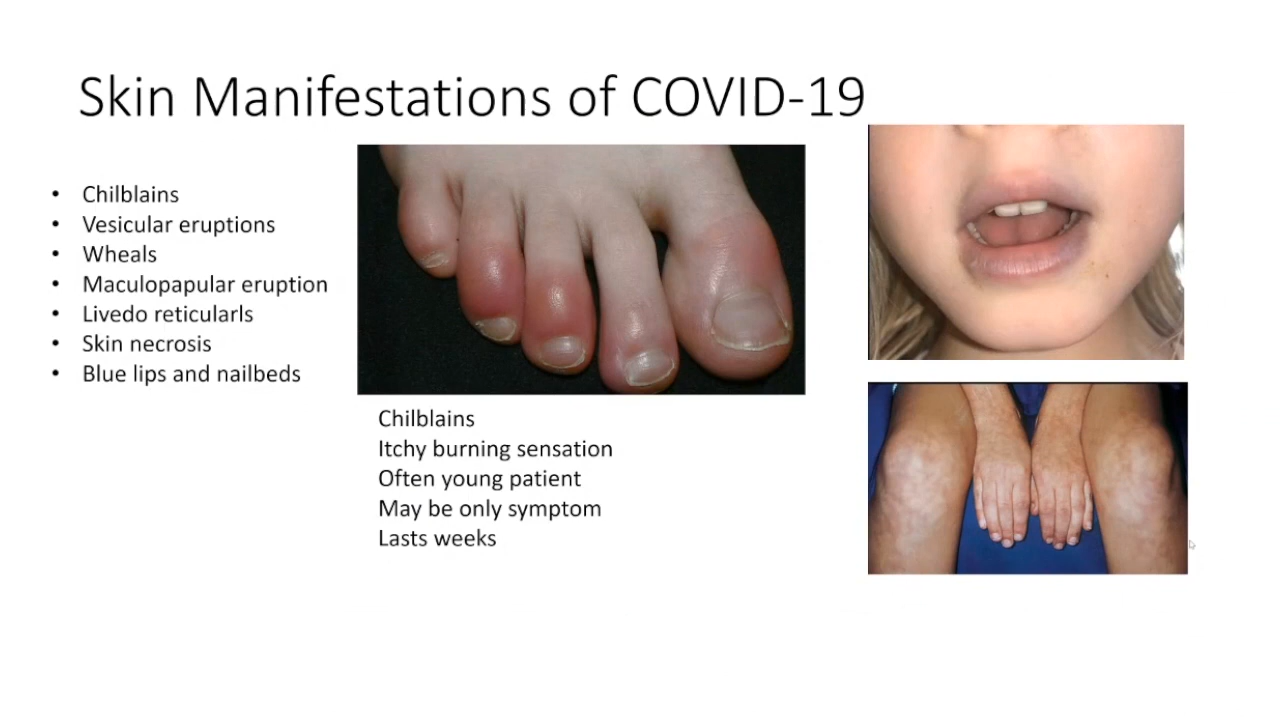 Skin Manifestations of COVID-19
• Chilblains
• Vesicular eruptions
• Wheals
• Maculopapular eruption
• Livedo reticularls
• Skin necrosis
• Blue lips and nailbeds
Chilblains
Itchy burning sensation
Often young patient
May be only symptom
Lasts weeks